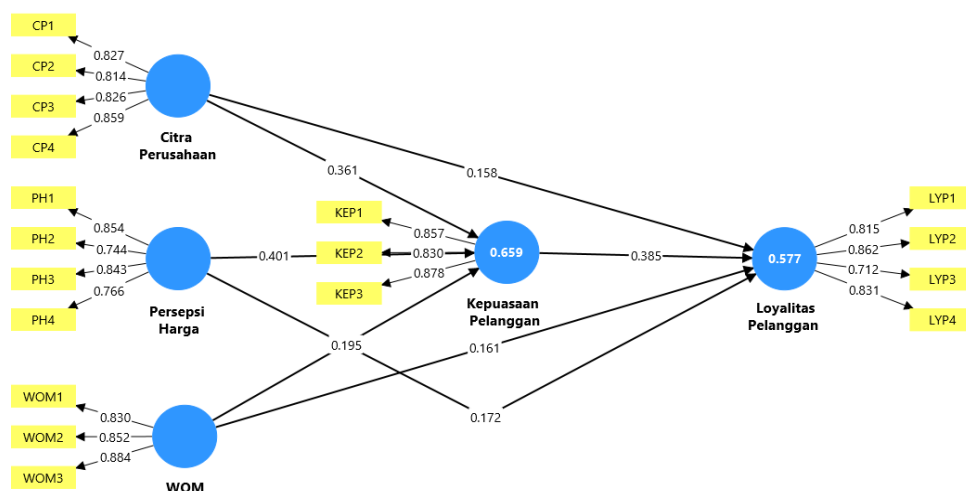 CP1
0.827
CP2
0.814
CP3
0.826
0.859
CP4
Citra
Perusahaan
0.361
0.158
PH1
0.854
PH2
0.744
PH3
0.843
0.766
PH4
Persepsi
Harga
0.401
KEP1
0.857
KEP2
0.830
KEP3
0.878
0.659
Kepuasaan
Pelanggan
0.385
0.577
Loyalitas
Pelanggan
LYP1
0.815
LYP2
0.862
LYP3
0.712
0.831
LYP4
0.195
0.161
0.172
WOM1
0.830
WOM2
0.852
0.884
WOM3
WOM